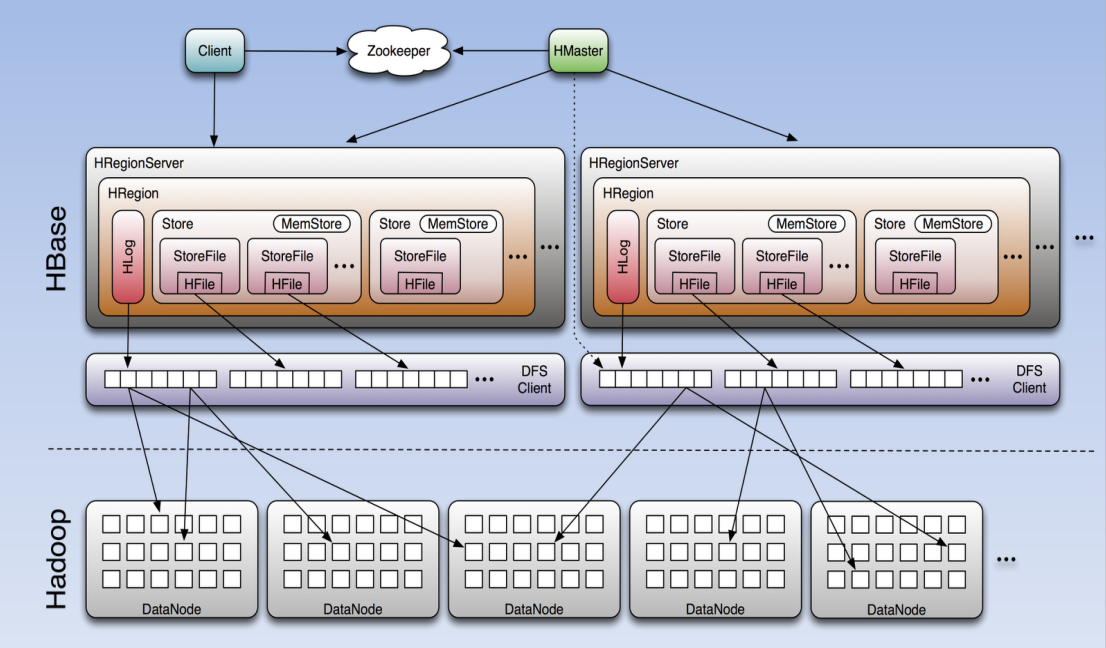 Client
Zookeeper
HMaster
HBase
HRegionServer
HRegion
HLog
Store
MemStore
StoreFile
HFile
StoreFile
HFile
...
Store
MemStore
StoreFile
HFile
...
...
HRegionServer
HRegion
HLog
Store
MemStore
StoreFile
HFile
StoreFile
HFile
...
Store
MemStore
StoreFile
HFile
...
...
...
...
DFS
Client
...
DFS
Client
Hadoop
DataNode
DataNode
DataNode
DataNode
DataNode
...